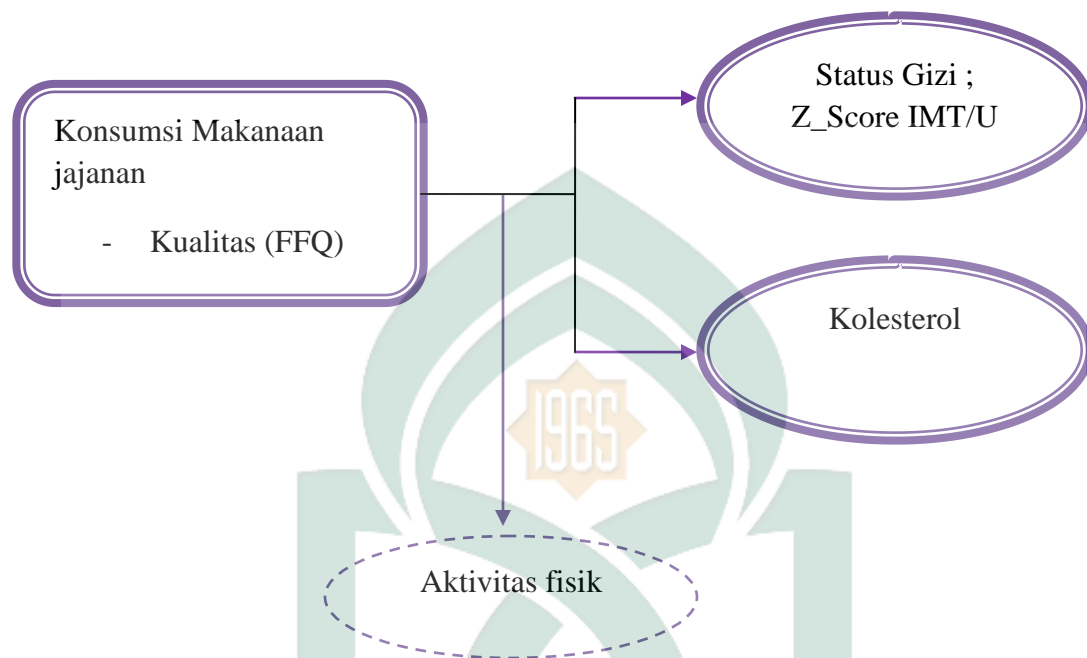 Konsumsi Makanaan
jajanan
- Kualitas (FFQ)
Status Gizi ;
Z_Score IMT/U
Kolesterol
1965
Aktivitas fisik